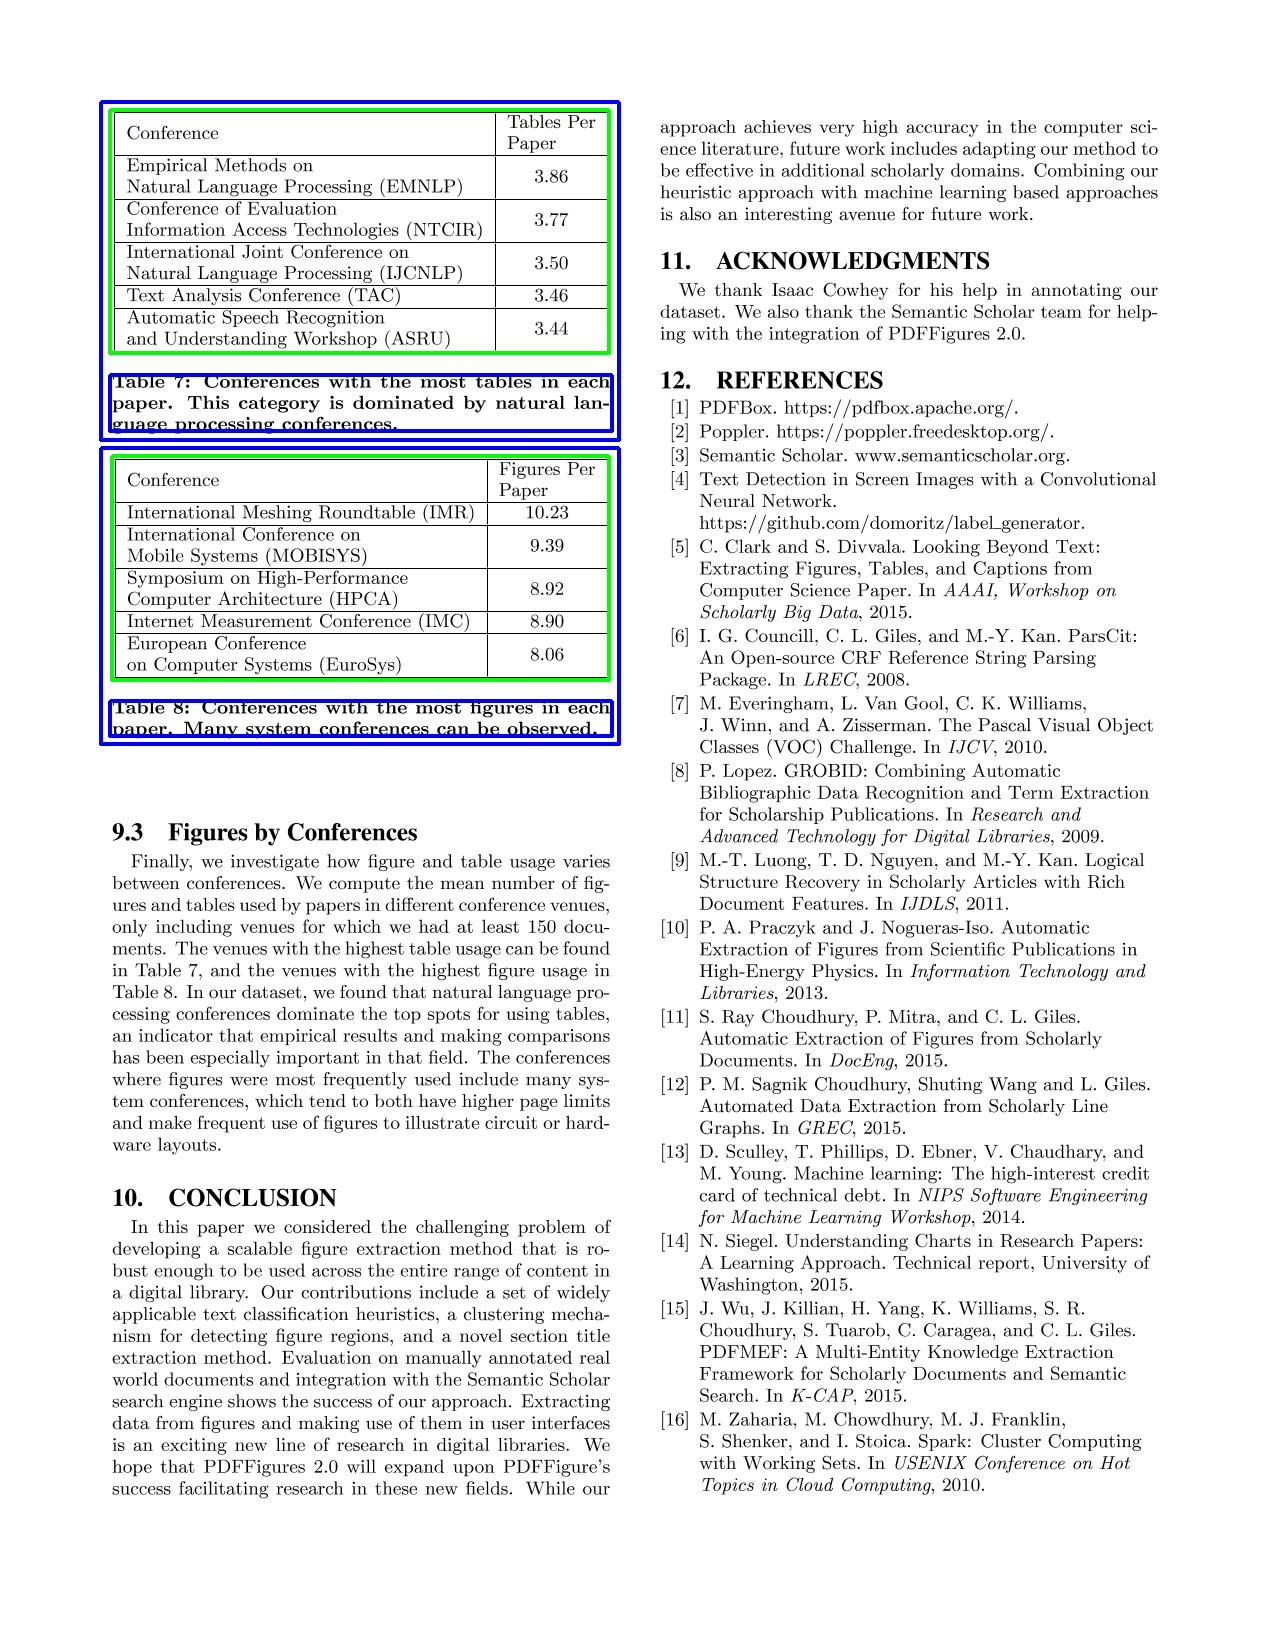 Conference Tables Per
Paper
Empirical Methods on
Natural Language Processing (EMNLP) 3.86
Conference of Evaluation
Information Access Technologies (NTCIR) 3.77
International Joint Conference on
Natural Language Processing (IJCNLP) 3.50
Text Analysis Conference (TAC) 3.46
Automatic Speech Recognition
and Understanding Workshop (ASRU) 3.44
Table 7: Conferences with the most tables in each
paper. This category is dominated by natural lan-
guage processing conferences.
Conference Figures Per
Paper
International Meshing Roundtable (IMR) 10.23
International Conference on
Mobile Systems (MOBISYS) 9.39
Symposium on High-Performance
Computer Architecture (HPCA) 8.92
Internet Measurement Conference (IMC) 8.90
European Conference
on Computer Systems (EuroSys) 8.06
Table 8: Conferences with the most figures in each
paper. Many system conferences can be observed.
9.3 Figures by Conferences
Finally, we investigate how figure and table usage varies
between conferences. We compute the mean number of fig-
ures and tables used by papers in different conference venues,
only including venues for which we had at least 150 docu-
ments. The venues with the highest table usage can be found
in Table 7, and the venues with the highest figure usage in
Table 8. In our dataset, we found that natural language pro-
cessing conferences dominate the top spots for using tables,
an indicator that empirical results and making comparisons
has been especially important in that field. The conferences
where figures were most frequently used include many sys-
tem conferences, which tend to both have higher page limits
and make frequent use of figures to illustrate circuit or hard-
ware layouts.
10. CONCLUSION
In this paper we considered the challenging problem of
developing a scalable figure extraction method that is ro-
bust enough to be used across the entire range of content in
a digital library. Our contributions include a set of widely
applicable text classification heuristics, a clustering mecha-
nism for detecting figure regions, and a novel section title
extraction method. Evaluation on manually annotated real
world documents and integration with the Semantic Scholar
search engine shows the success of our approach. Extracting
data from figures and making use of them in user interfaces
is an exciting new line of research in digital libraries. We
hope that PDFFigures 2.0 will expand upon PDFFigure's
success facilitating research in these new fields. While our
approach achieves very high accuracy in the computer sci-
ence literature, future work includes adapting our method to
be effective in additional scholarly domains. Combining our
heuristic approach with machine learning based approaches
is also an interesting avenue for future work.
11. ACKNOWLEDGMENTS
We thank Isaac Cowhey for his help in annotating our
dataset. We also thank the Semantic Scholar team for help-
ing with the integration of PDFFigures 2.0.
12. REFERENCES
[1] PDFBox. https://pdfbox.apache.org/.
[2] Poppler. https://poppler.freedesktop.org/.
[3] Semantic Scholar. www.semanticscholar.org.
[4] Text Detection in Screen Images with a Convolutional
Neural Network.
https://github.com/domoritz/label_generator.
[5] C. Clark and S. Divvala. Looking Beyond Text:
Extracting Figures, Tables, and Captions from
Computer Science Paper. In AAAI, Workshop on
Scholarly Big Data, 2015.
[6] I. G. Councill, C. L. Giles, and M.-Y. Kan. ParsCit:
An Open-source CRF Reference String Parsing
Package. In LREC, 2008.
[7] M. Everingham, L. Van Gool, C. K. Williams,
J. Winn, and A. Zisserman. The Pascal Visual Object
Classes (VOC) Challenge. In IJCV, 2010.
[8] P. Lopez. GROBID: Combining Automatic
Bibliographic Data Recognition and Term Extraction
for Scholarship Publications. In Research and
Advanced Technology for Digital Libraries, 2009.
[9] M.-T. Luong, T. D. Nguyen, and M.-Y. Kan. Logical
Structure Recovery in Scholarly Articles with Rich
Document Features. In IJDLS, 2011.
[10] P. A. Praczyk and J. Nogueras-Iso. Automatic
Extraction of Figures from Scientific Publications in
High-Energy Physics. In Information Technology and
Libraries, 2013.
[11] S. Ray Choudhury, P. Mitra, and C. L. Giles.
Automatic Extraction of Figures from Scholarly
Documents. In DocEng, 2015.
[12] P. M. Sagnik Choudhury, Shuting Wang and L. Giles.
Automated Data Extraction from Scholarly Line
Graphs. In GREC, 2015.
[13] D. Sculley, T. Phillips, D. Ebner, V. Chaudhary, and
M. Young. Machine learning: The high-interest credit
card of technical debt. In NIPS Software Engineering
for Machine Learning Workshop, 2014.
[14] N. Siegel. Understanding Charts in Research Papers:
A Learning Approach. Technical report, University of
Washington, 2015.
[15] J. Wu, J. Killian, H. Yang, K. Williams, S. R.
Choudhury, S. Tuarob, C. Caragea, and C. L. Giles.
PDFMEF: A Multi-Entity Knowledge Extraction
Framework for Scholarly Documents and Semantic
Search. In K-CAP, 2015.
[16] M. Zaharia, M. Chowdhury, M. J. Franklin,
S. Shenker, and I. Stoica. Spark: Cluster Computing
with Working Sets. In USENIX Conference on Hot
Topics in Cloud Computing, 2010.